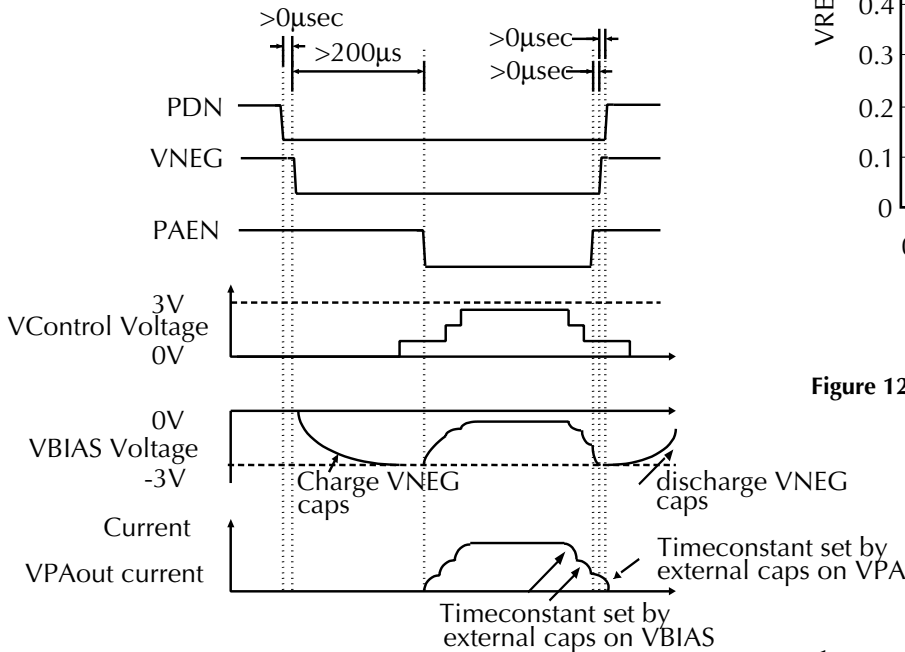 >0µsec
>200µs
>0µsec
>0µsec
PDN
VNEG
PAEN
3V
VControl Voltage
0V
0V
VBIAS Voltage
-3V
Charge VNEG
caps
discharge VNEG
caps
Current
VPAout current
Timeconstant set by
external caps on VPA
Timeconstant set by
external caps on VBIAS
VRE
0.4
0.3
0.2
0.1
0
Figure 12